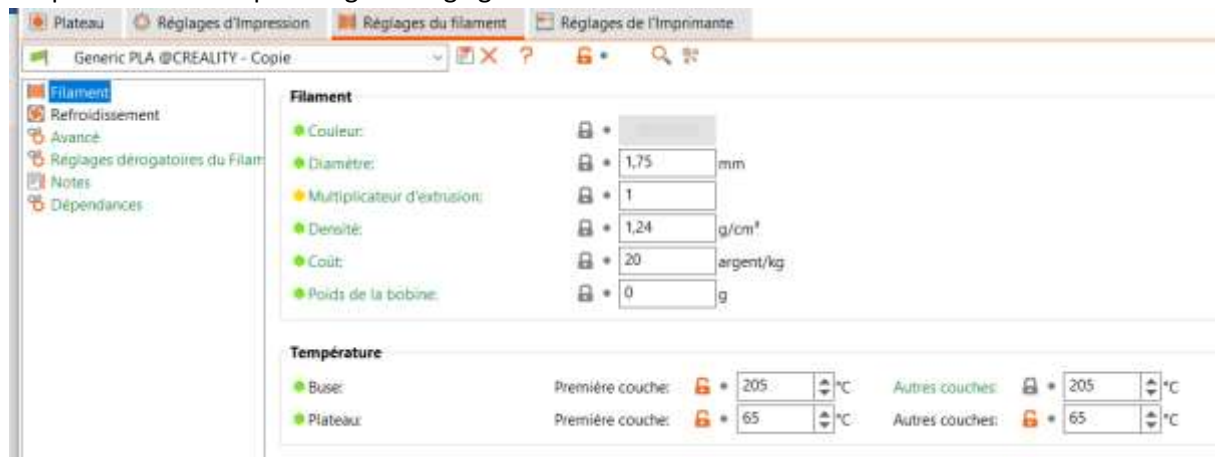 Plateau Réglages d'Impression Réglages du filament Réglages de l'Imprimante
Generic PLA @CREALITY - Copie
Filament
Refroidissement
Avancé
Réglages dérogatoires du Filam
Notes
Dépendances
Filament
Couleur:
Diamètre: 1,75 mm
Multiplicateur d'extrusion: 1
Densité: 1,24 g/cm³
Coût: 20 argent/kg
Poids de la bobine: 0 g
Température
Buse: Première couche: 205 °C Autres couches: 205 °C
Plateau: Première couche: 65 °C Autres couches: 65 °C